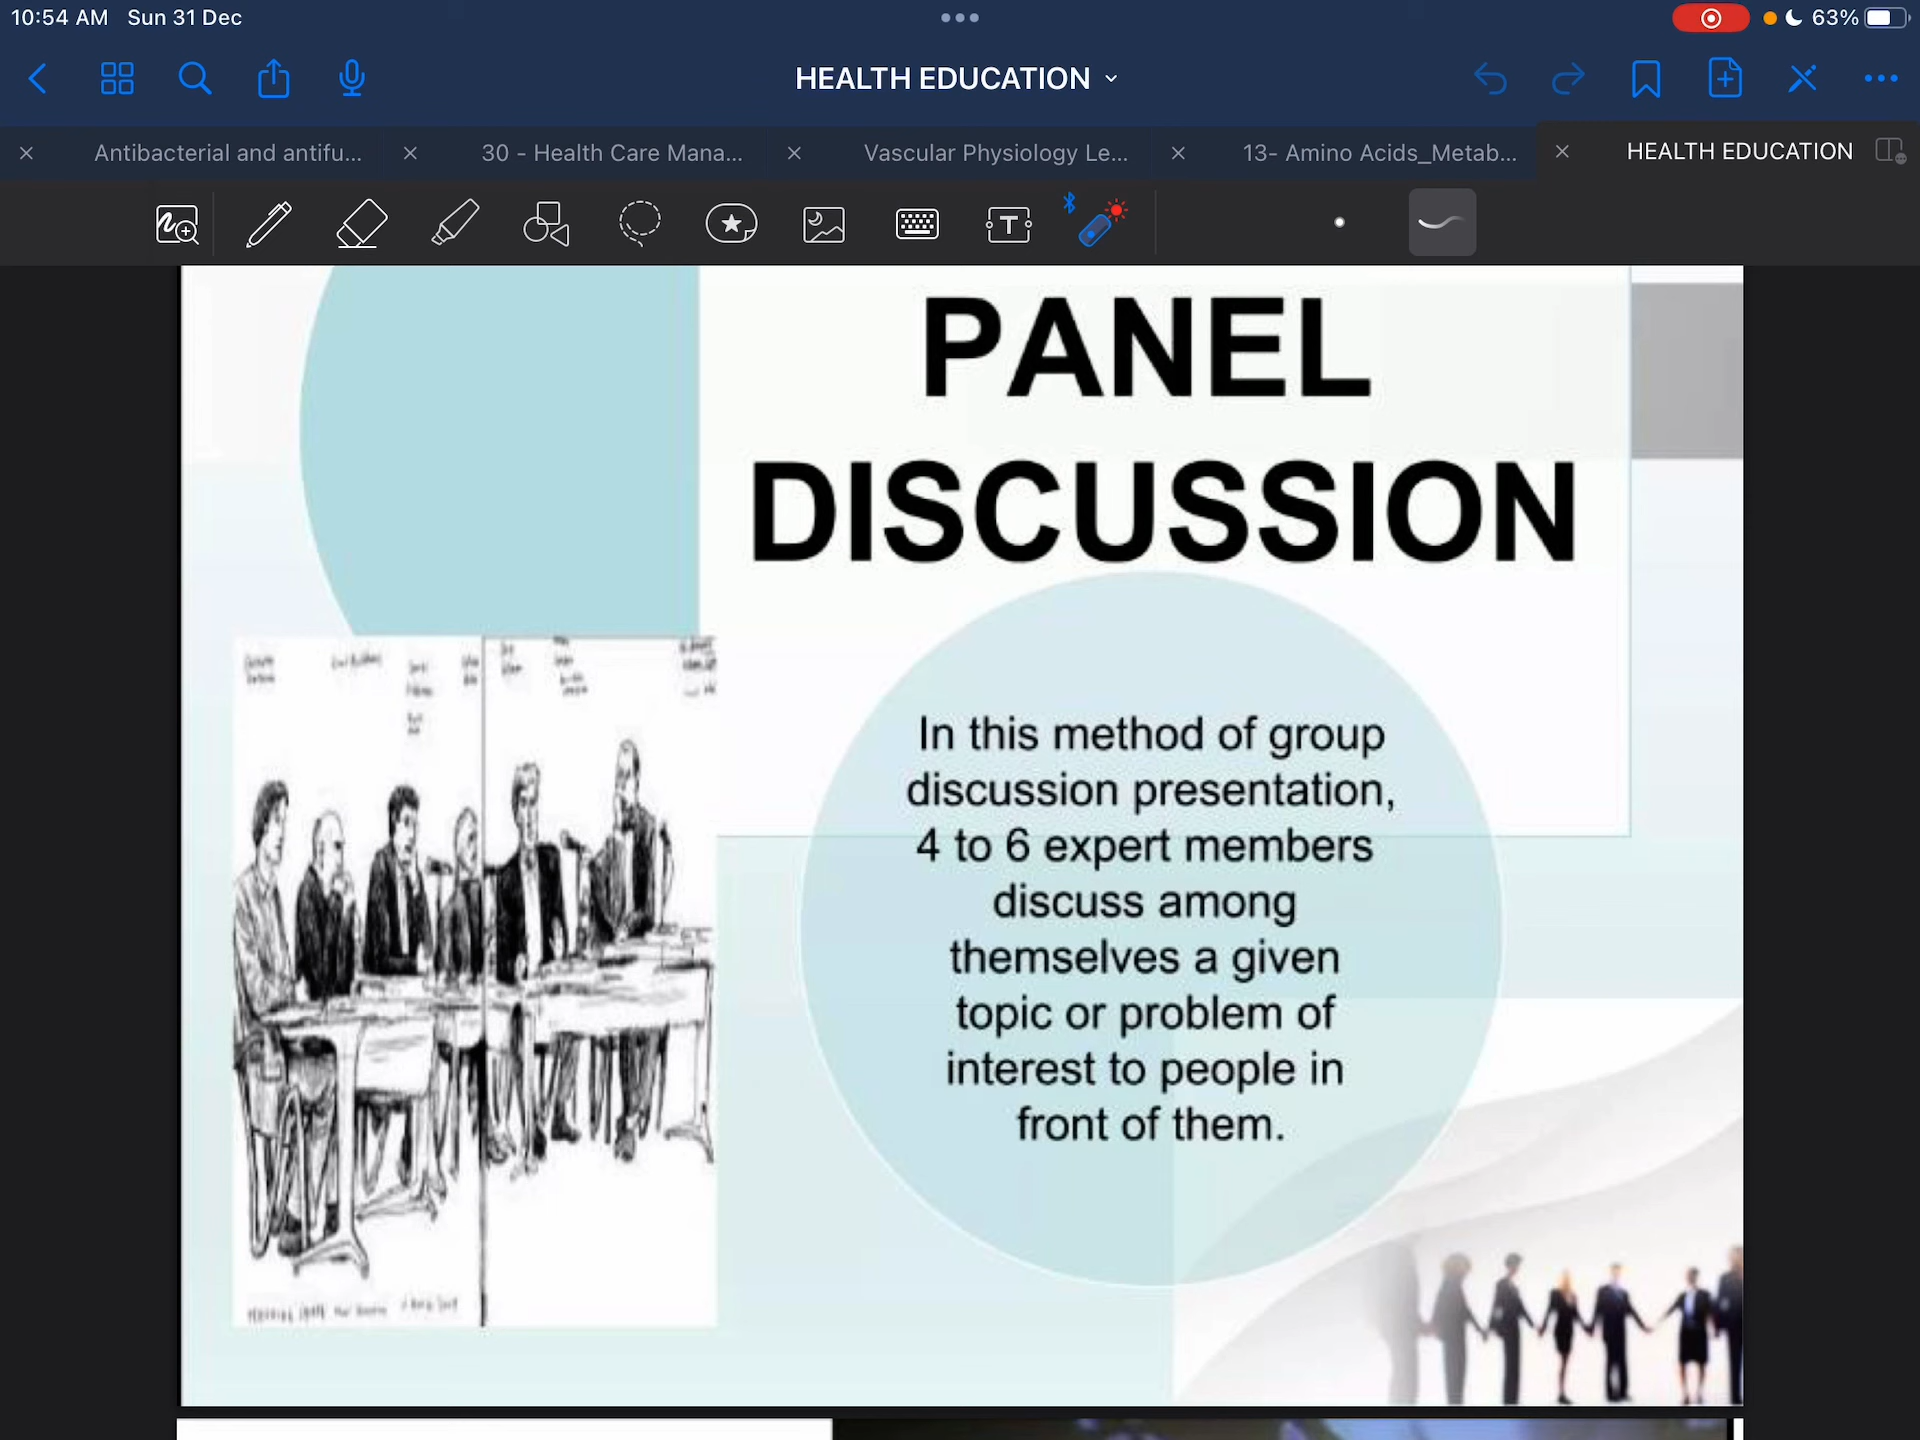 10:54 AM Sun 31 Dec
63%
HEALTH EDUCATION
Antibacterial and antifu...
30 - Health Care Mana...
Vascular Physiology Le...
13- Amino Acids_Metab...
HEALTH EDUCATION
T
PANEL
DISCUSSION
In this method of group
discussion presentation,
4 to 6 expert members
discuss among
themselves a given
topic or problem of
interest to people in
front of them.